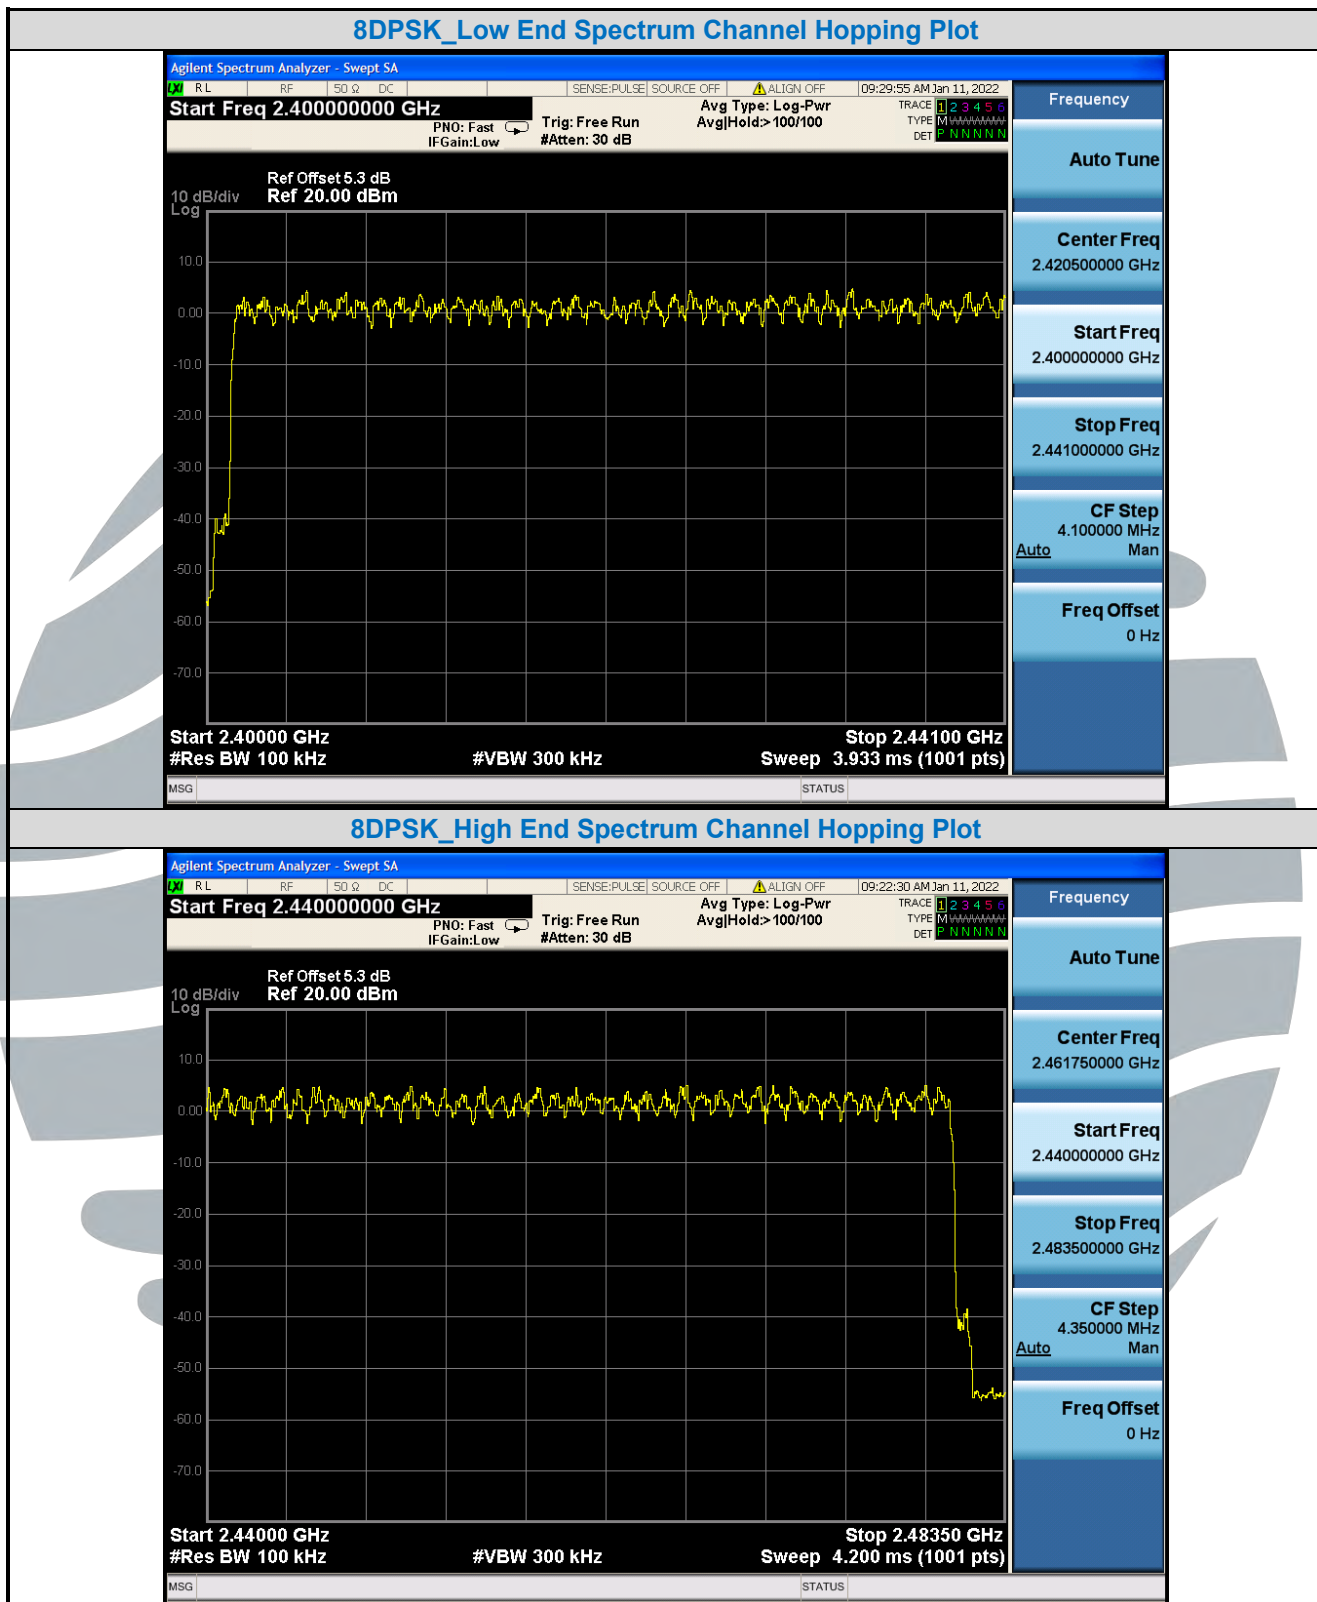 8DPSK_Low End Spectrum Channel Hopping Plot
Agilent Spectrum Analyzer - Swept SA
LXI RL RF 50 Ω DC SENSE:PULSE SOURCE OFF ALIGN OFF 09:29:55 AM Jan 11, 2022
Start Freq 2.400000000 GHz
PNO: Fast
IFGain:Low
Trig: Free Run
#Atten: 30 dB
Avg Type: Log-Pwr
Avg|Hold:>100/100
TRACE 1 2 3 4 5 6
TYPE M
DET P N N N N N
Ref Offset 5.3 dB
10 dB/div Ref 20.00 dBm
Log
10.0
0.00
-10.0
-20.0
-30.0
-40.0
-50.0
-60.0
-70.0
Start 2.40000 GHz Stop 2.44100 GHz
#Res BW 100 kHz #VBW 300 kHz Sweep 3.933 ms (1001 pts)
MSG STATUS
Frequency
Auto Tune
Center Freq
2.420500000 GHz
Start Freq
2.400000000 GHz
Stop Freq
2.441000000 GHz
CF Step
4.100000 MHz
Auto Man
Freq Offset
0 Hz
8DPSK_High End Spectrum Channel Hopping Plot
Agilent Spectrum Analyzer - Swept SA
LXI RL RF 50 Ω DC SENSE:PULSE SOURCE OFF ALIGN OFF 09:22:30 AM Jan 11, 2022
Start Freq 2.440000000 GHz
PNO: Fast
IFGain:Low
Trig: Free Run
#Atten: 30 dB
Avg Type: Log-Pwr
Avg|Hold:>100/100
TRACE 1 2 3 4 5 6
TYPE M
DET P N N N N N
Ref Offset 5.3 dB
10 dB/div Ref 20.00 dBm
Log
10.0
0.00
-10.0
-20.0
-30.0
-40.0
-50.0
-60.0
-70.0
Start 2.44000 GHz Stop 2.48350 GHz
#Res BW 100 kHz #VBW 300 kHz Sweep 4.200 ms (1001 pts)
MSG STATUS
Frequency
Auto Tune
Center Freq
2.461750000 GHz
Start Freq
2.440000000 GHz
Stop Freq
2.483500000 GHz
CF Step
4.350000 MHz
Auto Man
Freq Offset
0 Hz